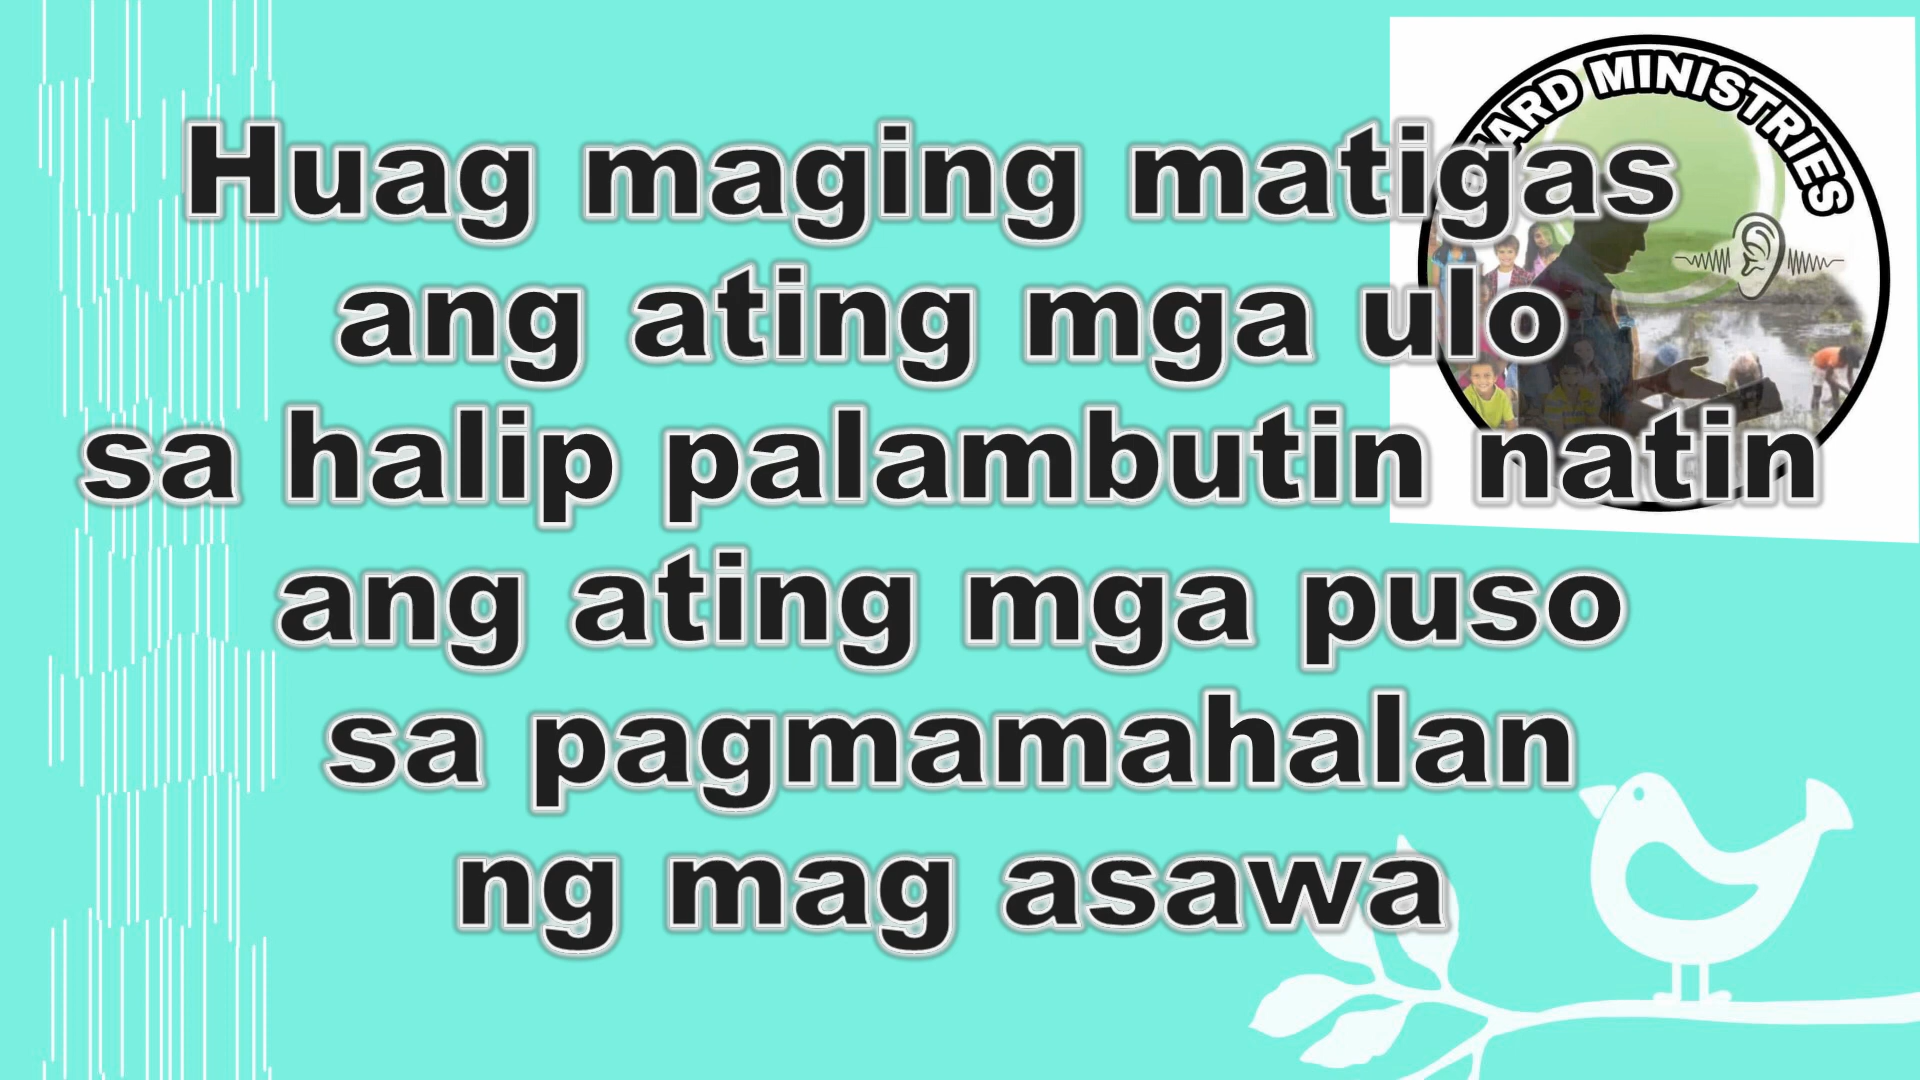 MINISTRIES
Huag maging matigas
ang ating mga ulo
sa halip palambutin natin
ang ating mga puso
sa pagmamahalan
ng mag asawa